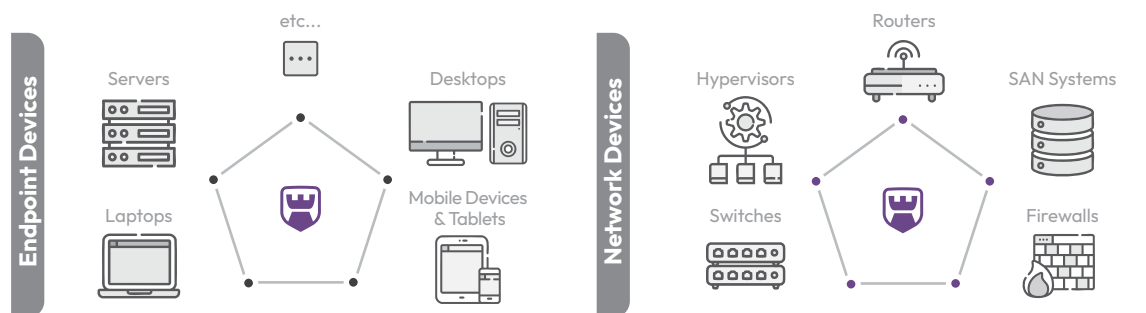 Endpoint Devices
etc...
Servers
Desktops
Laptops
Mobile Devices
& Tablets
Network Devices
Routers
Hypervisors
SAN Systems
Switches
Firewalls